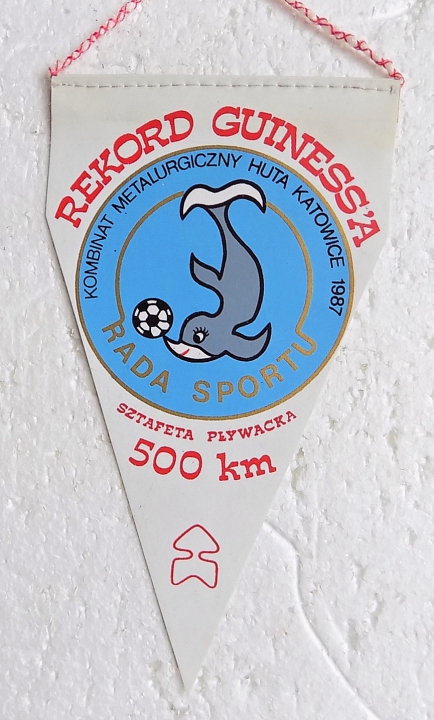 REKORD GUINESS'A
KOMBINAT METALURGICZNY HUTA KATOWICE 1987
RADA SPORTU
SZTAFETA PŁYWACKA
500 km